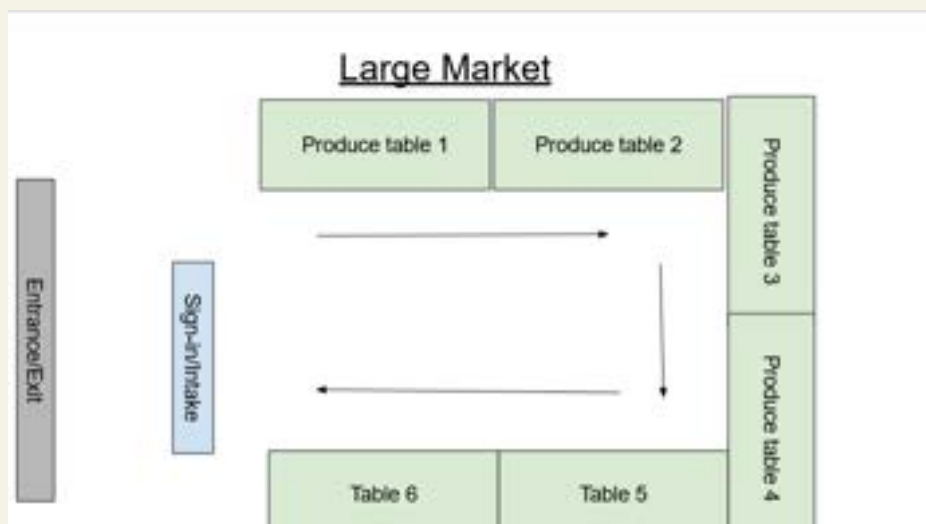 Large Market
Produce table 1
Produce table 2
Produce table 3
Produce table 4
Table 5
Table 6
Sign-in/Intake
Entrance/Exit